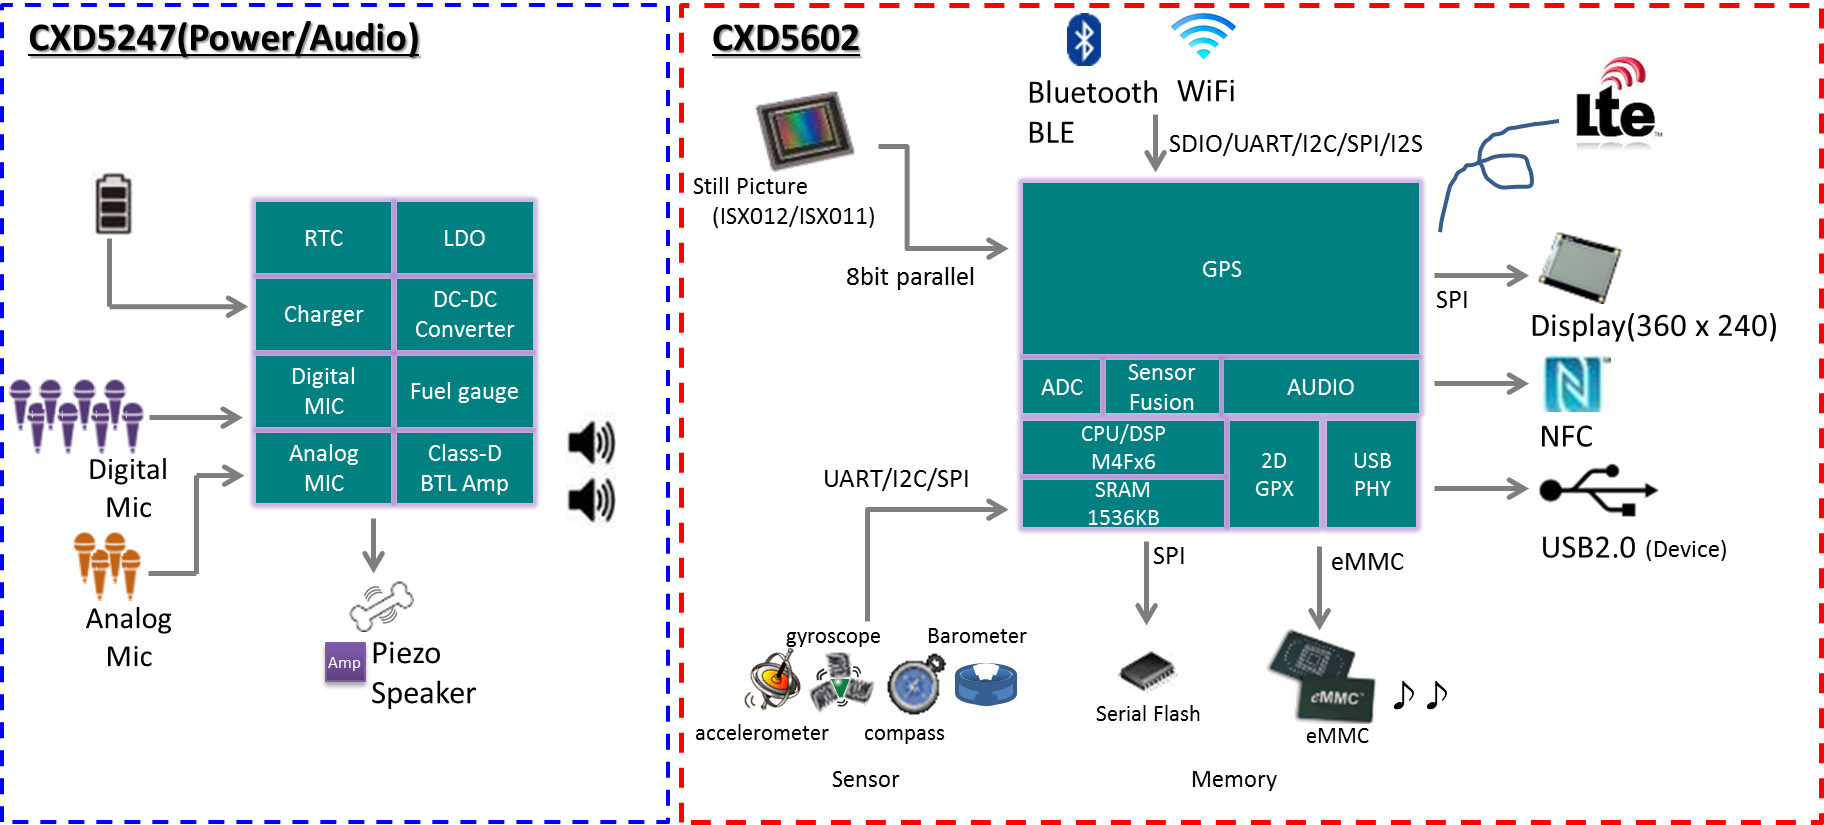 CXD5247(Power/Audio)
RTC
LDO
Charger
DC-DC
Converter
Digital
MIC
Fuel gauge
Analog
MIC
Class-D
BTL Amp
Digital
Mic
Analog
Mic
Amp
Piezo
Speaker
CXD5602
Bluetooth
BLE
WiFi
SDIO/UART/I2C/SPI/I2S
Lte
TM
Still Picture
(ISX012/ISX011)
8bit parallel
GPS
SPI
Display(360 x 240)
ADC
Sensor
Fusion
AUDIO
NFC
CPU/DSP
M4Fx6
2D
GPX
USB
PHY
SRAM
1536KB
USB2.0 (Device)
UART/I2C/SPI
SPI
eMMC
gyroscope
Barometer
accelerometer
compass
Sensor
Serial Flash
eMMC
eMMC
Memory